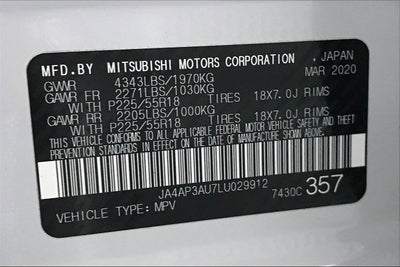 MFD.BY MITSUBISHI MOTORS CORPORATION , JAPAN
GVWR 4343LBS/1970KG MAR 2020
GAWR FR 2271LBS/1030KG
WITH P225/55R18 TIRES 18X7.0J RIMS
GAWR RR 2205LBS/1000KG
WITH P225/55R18 TIRES 18X7.0J RIMS
THIS VEHICLE CONFORMS TO ALL APPLICABLE FEDERAL MOTOR VEHICLE
SAFETY AND THEFT PREVENTION STANDARDS IN EFFECT ON THE DATE OF
MANUFACTURE SHOWN ABOVE.
JA4AP3AU7LU029912
7430C 357
VEHICLE TYPE: MPV